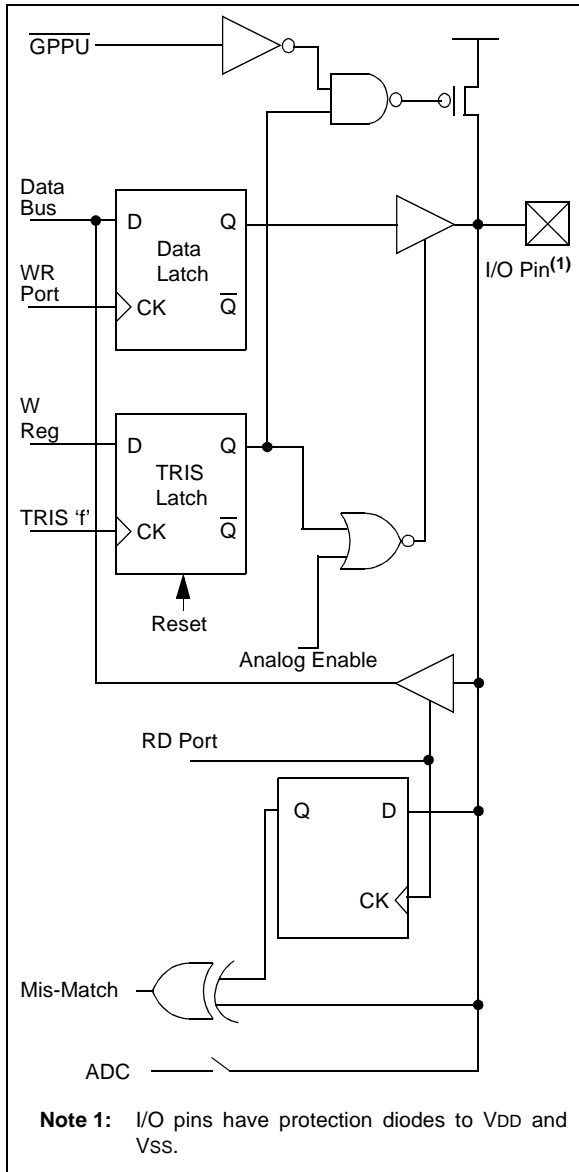 GPPU
Data
Bus
D
Q
Data
Latch
I/O Pin(1)
WR
Port
CK
Q
W
Reg
D
Q
TRIS
Latch
TRIS ‘f’
CK
Q
Reset
Analog Enable
RD Port
Q
D
CK
Mis-Match
ADC
Note 1: I/O pins have protection diodes to VDD and
VSS.